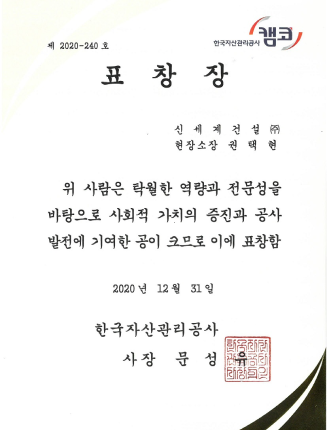 제 2020-240 호
한국자산관리공사 캠코
표 창 장
신 세 계 건 설 ㈜
현장소장 권 택 현
위 사람은 탁월한 역량과 전문성을
바탕으로 사회적 가치의 증진과 공사
발전에 기여한 공이 크므로 이에 표창함
2020 년 12 월 31 일
한국자산관리공사
사장 문 성 유